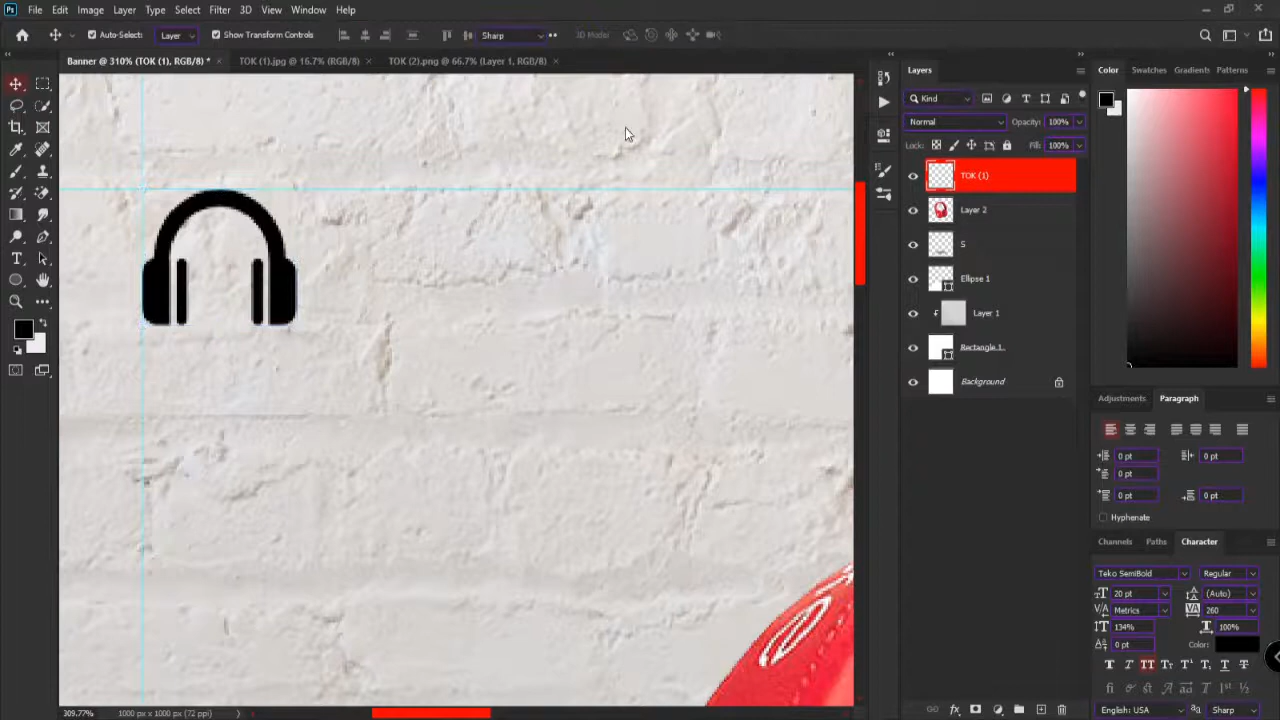 Ps File Edit Image Layer Type Select Filter 3D View Window Help
Auto-Select: Layer Show Transform Controls Sharp 3D Model
Banner @ 310% (TOK (1), RGB/8) * × TOK (1).jpg @ 16.7% (RGB/8) × TOK (2).png @ 66.7% (Layer 1, RGB/8) ×
Layers
Kind
Normal Opacity: 100%
Lock: Fill: 100%
TOK (1)
Layer 2
S
Ellipse 1
Layer 1
Rectangle 1
Background
Color Swatches Gradients Patterns
Adjustments Paragraph
0 pt 0 pt
0 pt
0 pt 0 pt
Hyphenate
Channels Paths Character
Teko SemiBold Regular
20 pt (Auto)
Metrics 260
134% 100%
0 pt Color:
English: USA Sharp
309.77% 1000 px x 1000 px (72 ppi)